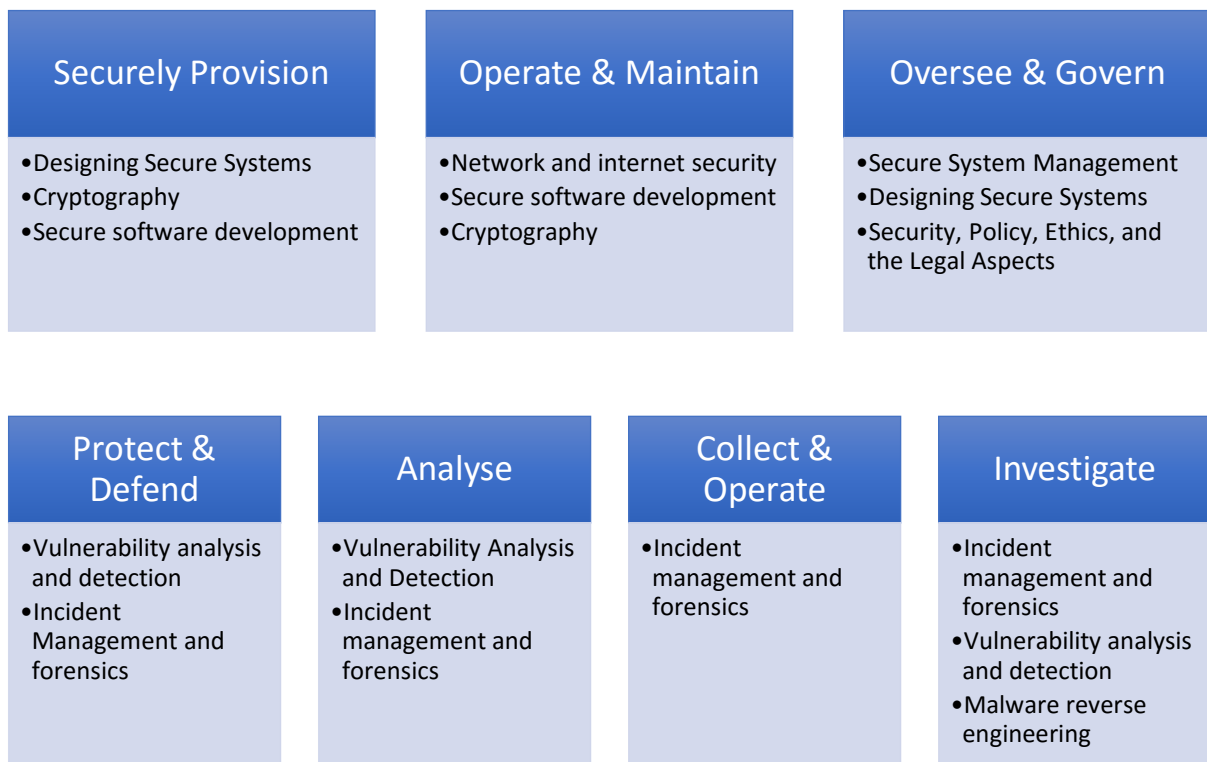 Securely Provision
•Designing Secure Systems
•Cryptography
•Secure software development
Operate & Maintain
•Network and internet security
•Secure software development
•Cryptography
Oversee & Govern
•Secure System Management
•Designing Secure Systems
•Security, Policy, Ethics, and
the Legal Aspects
Protect &
Defend
•Vulnerability analysis
and detection
•Incident
Management and
forensics
Analyse
•Vulnerability Analysis
and Detection
•Incident
management and
forensics
Collect &
Operate
•Incident
management and
forensics
Investigate
•Incident
management and
forensics
•Vulnerability analysis
and detection
•Malware reverse
engineering